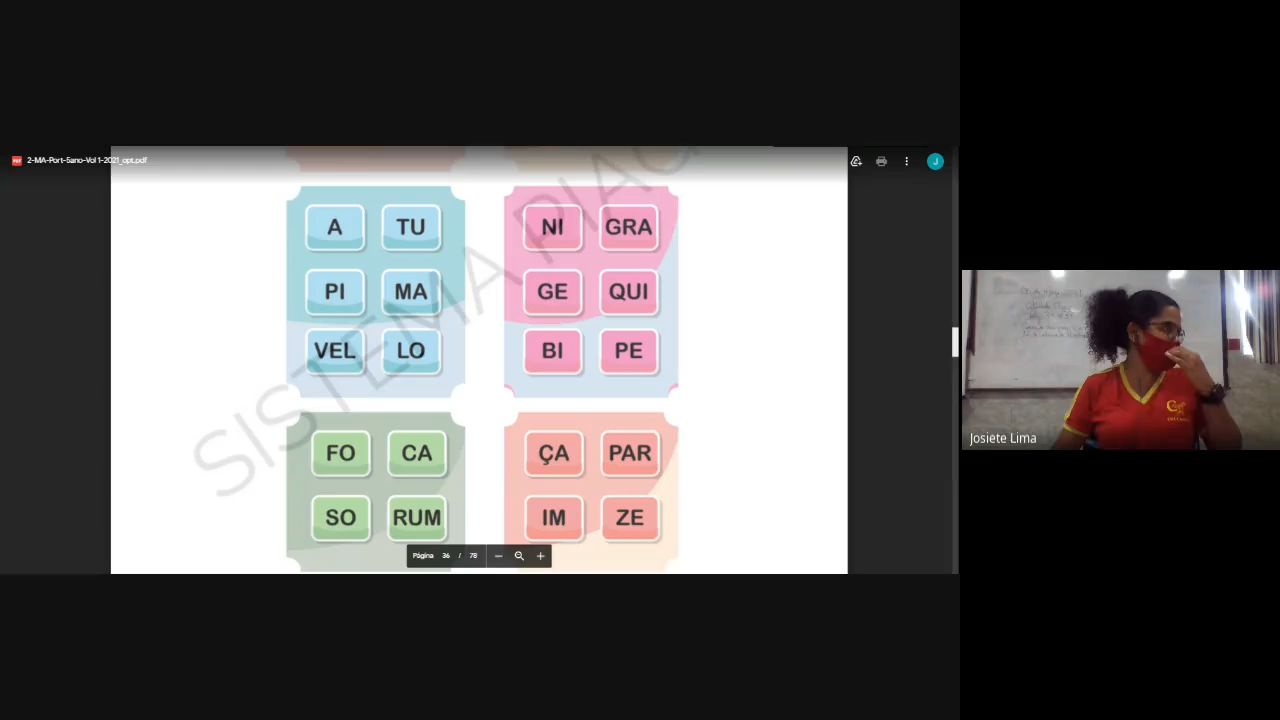 2-MA-Port-5ano-Vol 1-2021_opt.pdf
J
SISTEMA PIAG
A TU
PI MA
VEL LO
NI GRA
GE QUI
BI PE
FO CA
SO RUM
ÇA PAR
IM ZE
Página 36 / 78
Josiete Lima